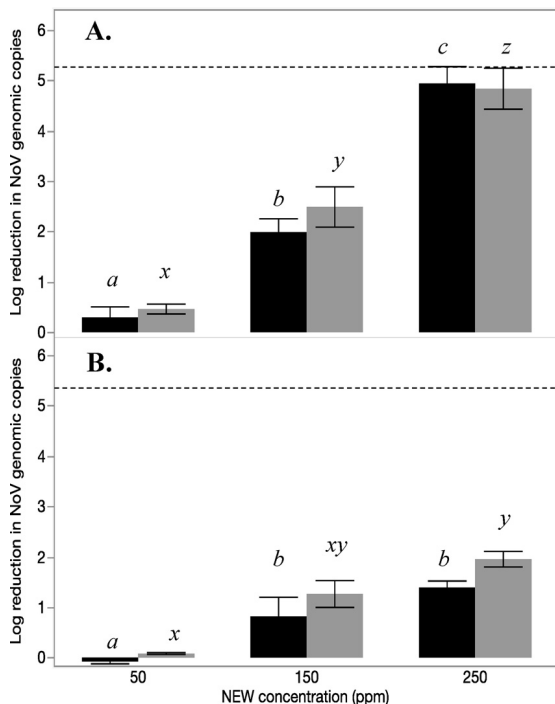 A.
Log reduction in NoV genomic copies
6
5
4
3
2
1
0
a
x
b
y
c
z
B.
Log reduction in NoV genomic copies
6
5
4
3
2
1
0
a
x
b
xy
b
y
50
150
250
NEW concentration (ppm)